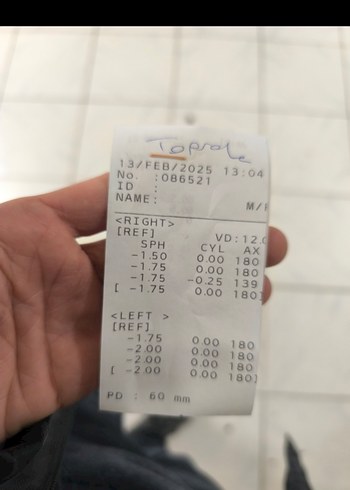 13/FEB/2025 13:04
No. :086521
ID :
NAME:
M/
<RIGHT>
[REF] VD:12.0
SPH CYL AX
-1.50 0.00 180
-1.75 0.00 180
-1.75 -0.25 139
[ -1.75 0.00 180]
<LEFT >
[REF]
-1.75 0.00 180
-2.00 0.00 180
-2.00 0.00 180
[ -2.00 0.00 180]
PD : 60 mm